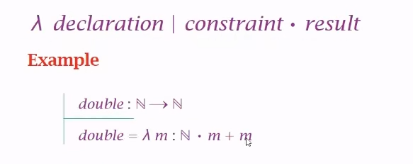 λ declaration | constraint • result
Example
double : ℕ ⟶ ℕ
double = λ m : ℕ • m + m